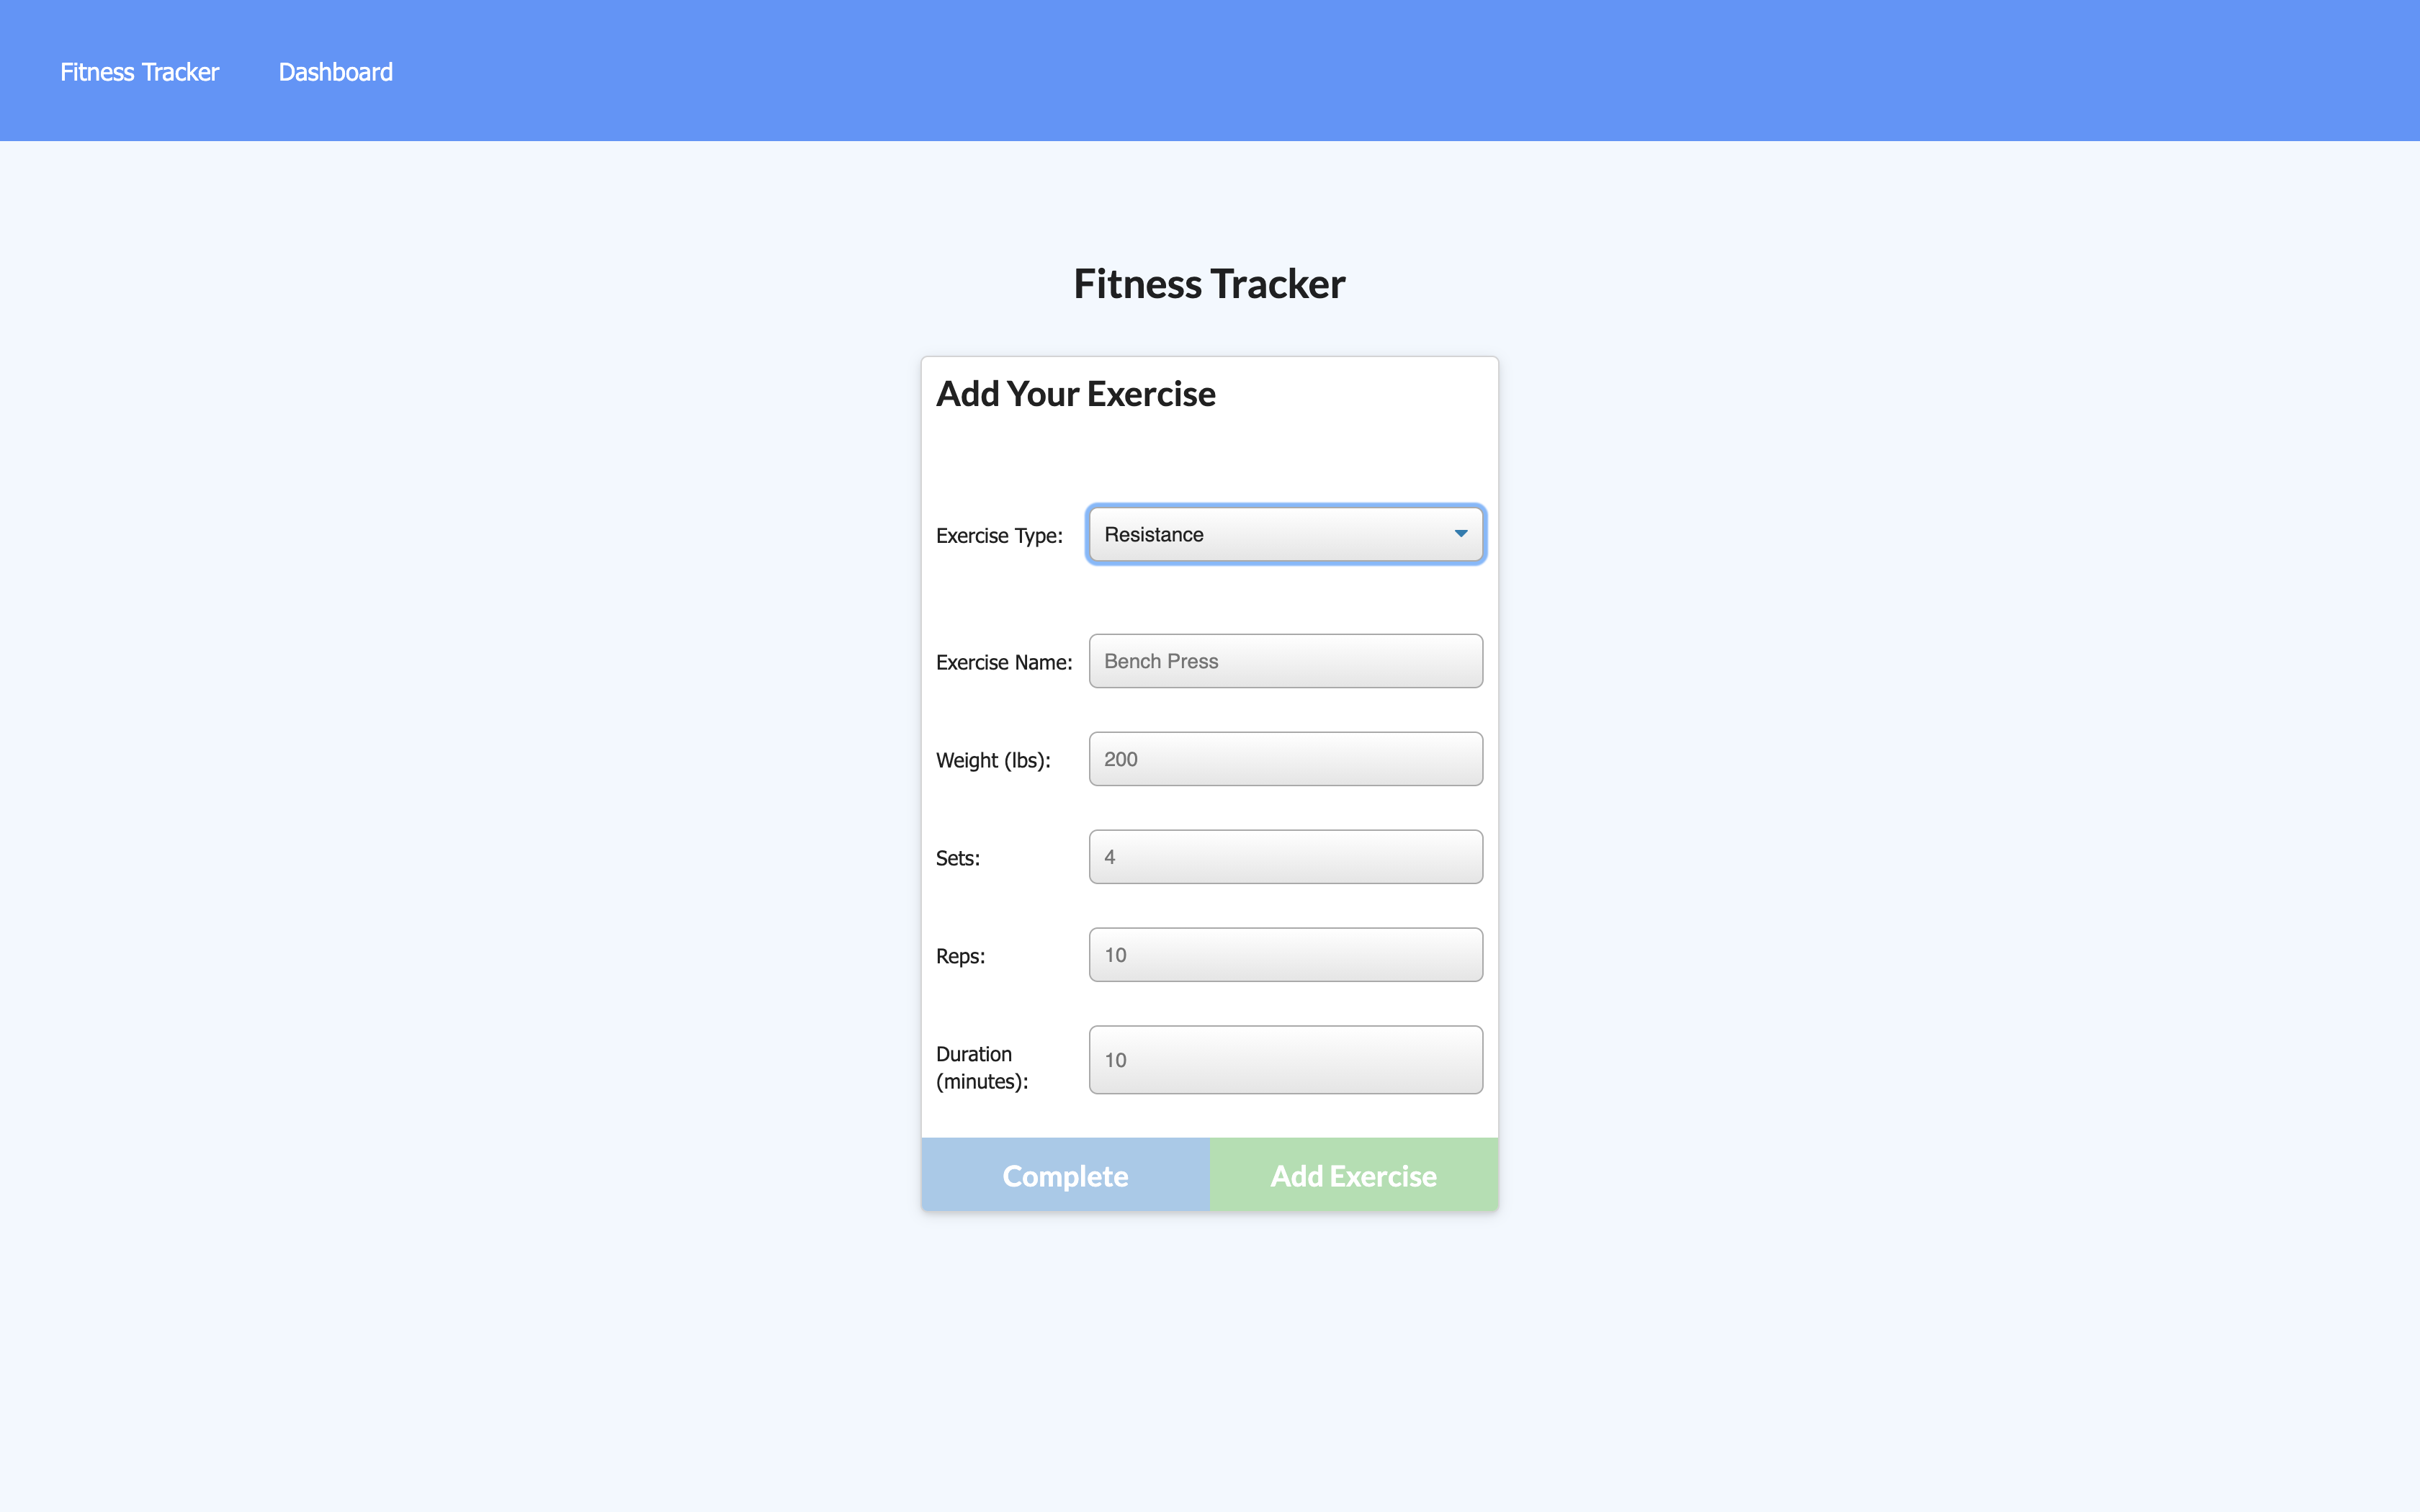 Fitness Tracker Dashboard
Fitness Tracker
Add Your Exercise
Exercise Type: Resistance
Exercise Name: Bench Press
Weight (lbs): 200
Sets: 4
Reps: 10
Duration (minutes): 10
Complete Add Exercise